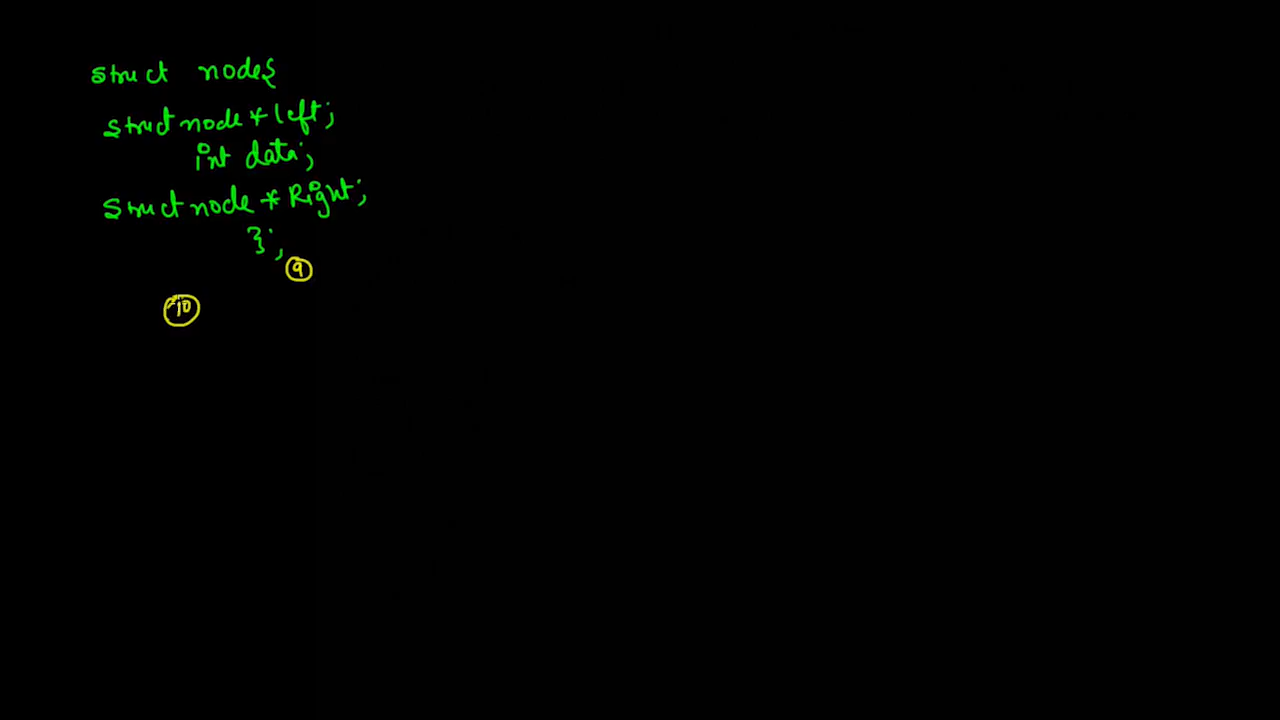 struct node{
struct node * left;
int data;
struct node * Right;
};
9
10